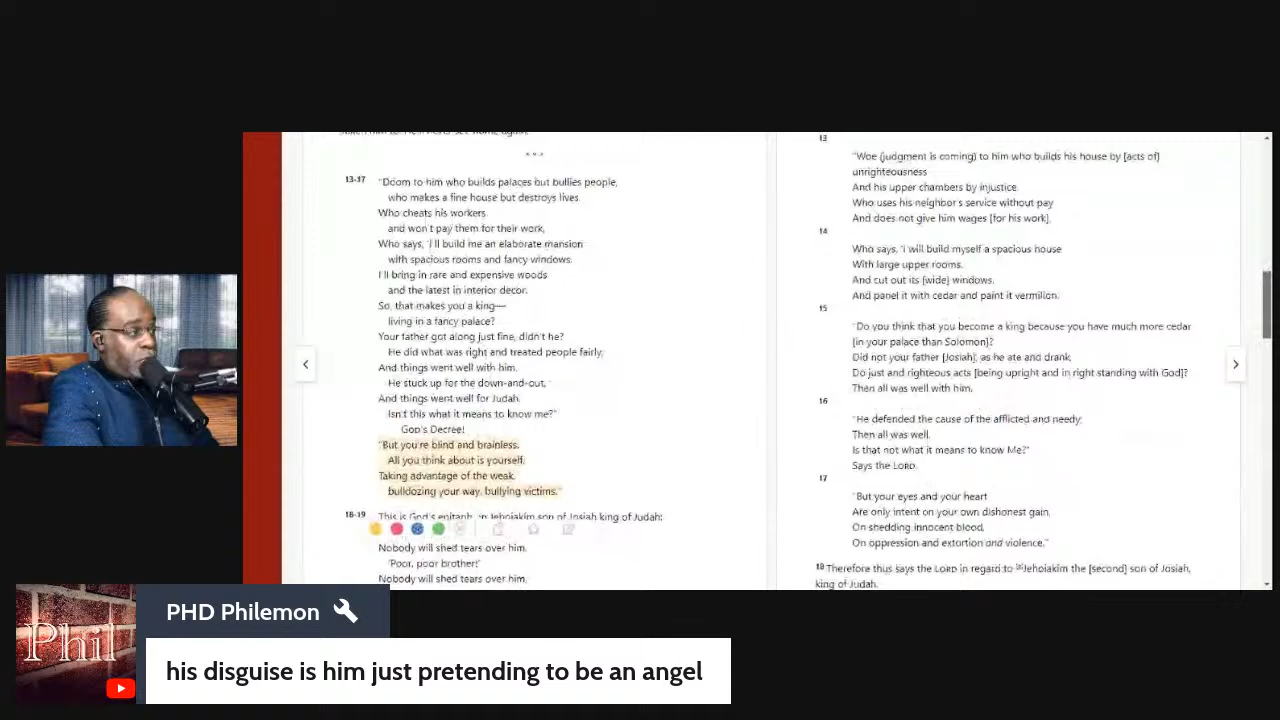 13-17
"Doom to him who builds palaces but bullies people,
who makes a fine house but destroys lives.
Who cheats his workers
and won't pay them for their work,
Who says, 'I'll build me an elaborate mansion
with spacious rooms and fancy windows.
I'll bring in rare and expensive woods
and the latest in interior decor.'
So, that makes you a king—
living in a fancy palace?
Your father got along just fine, didn't he?
He did what was right and treated people fairly,
And things went well with him.
He stuck up for the down-and-out,
And things went well for Judah.
Isn't this what it means to know me?"
GOD's Decree!
"But you're blind and brainless.
All you think about is yourself,
Taking advantage of the weak,
bulldozing your way, bullying victims."
18-19
This is God's epitaph on Jehoiakim son of Josiah king of Judah:
Nobody will shed tears over him,
'Poor, poor brother!'
Nobody will shed tears over him,
13
"Woe (judgment is coming) to him who builds his house by [acts of]
unrighteousness
And his upper chambers by injustice,
Who uses his neighbor's service without pay
And does not give him wages [for his work],
14
Who says, 'I will build myself a spacious house
With large upper rooms,
And cut out its [wide] windows,
And panel it with cedar and paint it vermilion.'
15
"Do you think that you become a king because you have much more cedar
[in your palace than Solomon]?
Did not your father [Josiah], as he ate and drank,
Do just and righteous acts [being upright and in right standing with God]?
Then all was well with him.
16
"He defended the cause of the afflicted and needy;
Then all was well.
Is that not what it means to know Me?"
Says the LORD.
17
"But your eyes and your heart
Are only intent on your own dishonest gain,
On shedding innocent blood,
On oppression and extortion and violence."
18 Therefore thus says the LORD in regard to [a]Jehoiakim the [second] son of Josiah,
king of Judah,
Phil
PHD Philemon
his disguise is him just pretending to be an angel